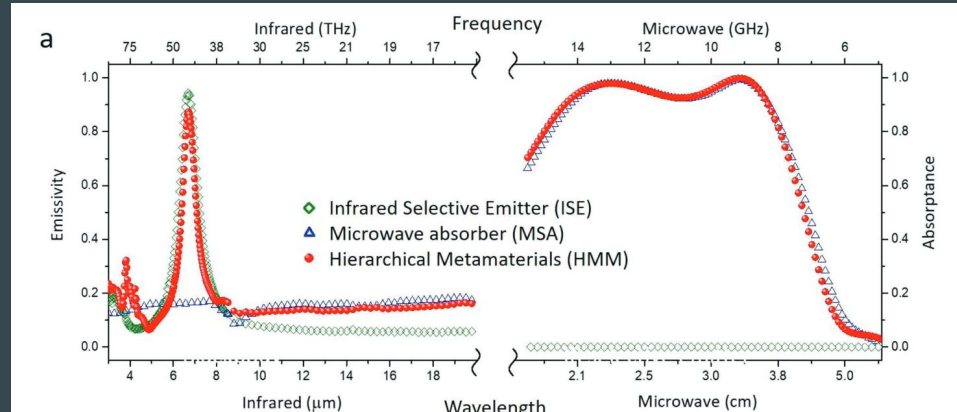 a
Infrared (THz)
Frequency
Microwave (GHz)
75 50 38 30 25 21 19 17
14 13 12 10 9 8 6
1.0
0.8
0.6
0.4
0.2
0.0
Emissivity
Infrared Selective Emitter (ISE)
Microwave absorber (MSA)
Hierarchical Metamaterials (HMM)
1.0
0.8
0.6
0.4
0.2
0.0
Absorptance
4 6 8 10 12 14 16 18
2.1 2.5 3.0 3.8 5.0
Infrared (μm)
Wavelength
Microwave (cm)